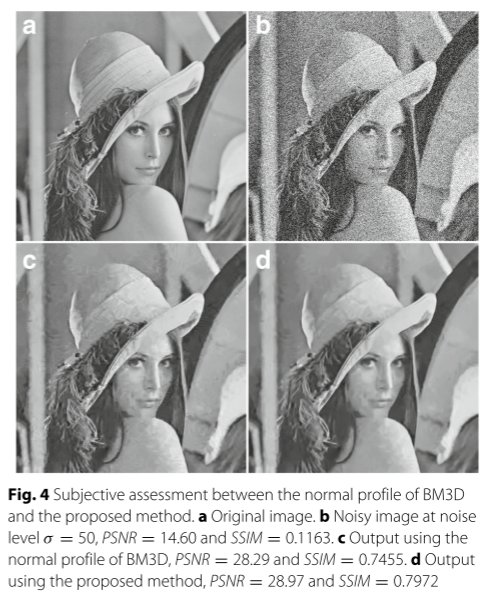 a
b
c
d
Fig. 4 Subjective assessment between the normal profile of BM3D
and the proposed method. a Original image. b Noisy image at noise
level σ = 50, PSNR = 14.60 and SSIM = 0.1163. c Output using the
normal profile of BM3D, PSNR = 28.29 and SSIM = 0.7455. d Output
using the proposed method, PSNR = 28.97 and SSIM = 0.7972